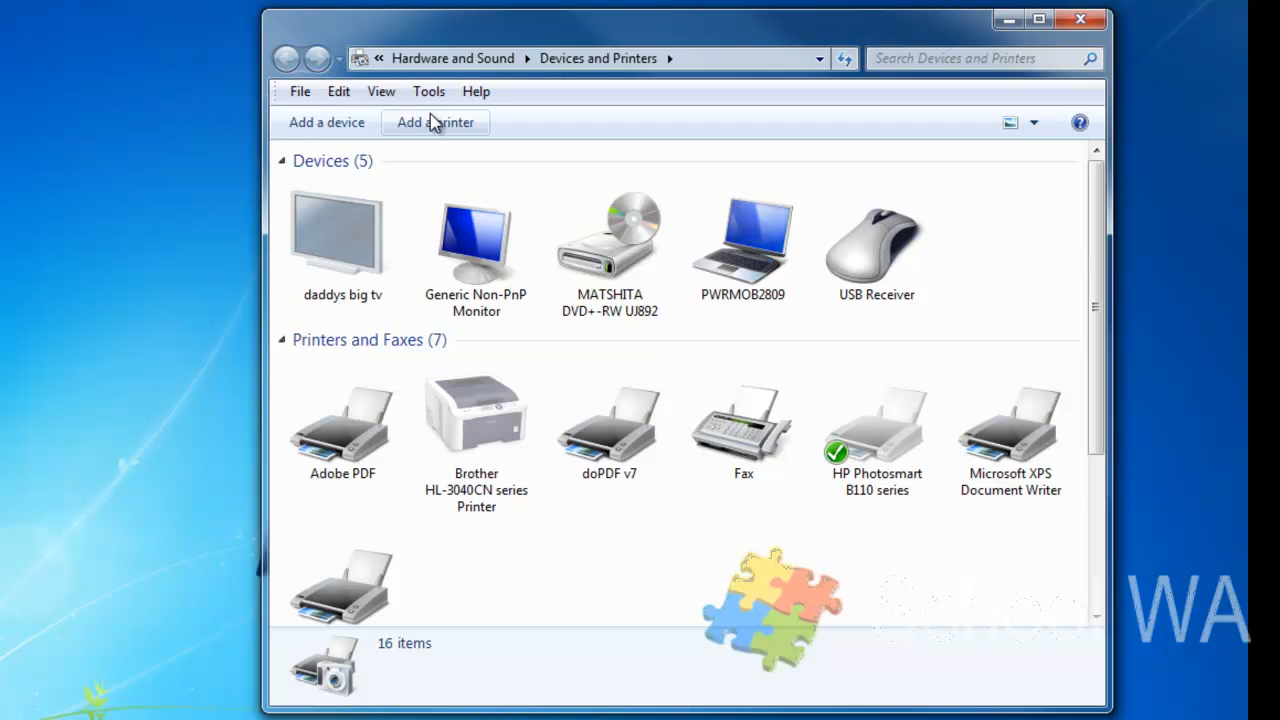 « Hardware and Sound Devices and Printers
Search Devices and Printers
File Edit View Tools Help
Add a device Add a printer
Devices (5)
daddys big tv
Generic Non-PnP
Monitor
MATSHITA
DVD+-RW UJ892
PWRMOB2809
USB Receiver
Printers and Faxes (7)
Adobe PDF
Brother
HL-3040CN series
Printer
doPDF v7
Fax
HP Photosmart
B110 series
Microsoft XPS
Document Writer
School WA
16 items